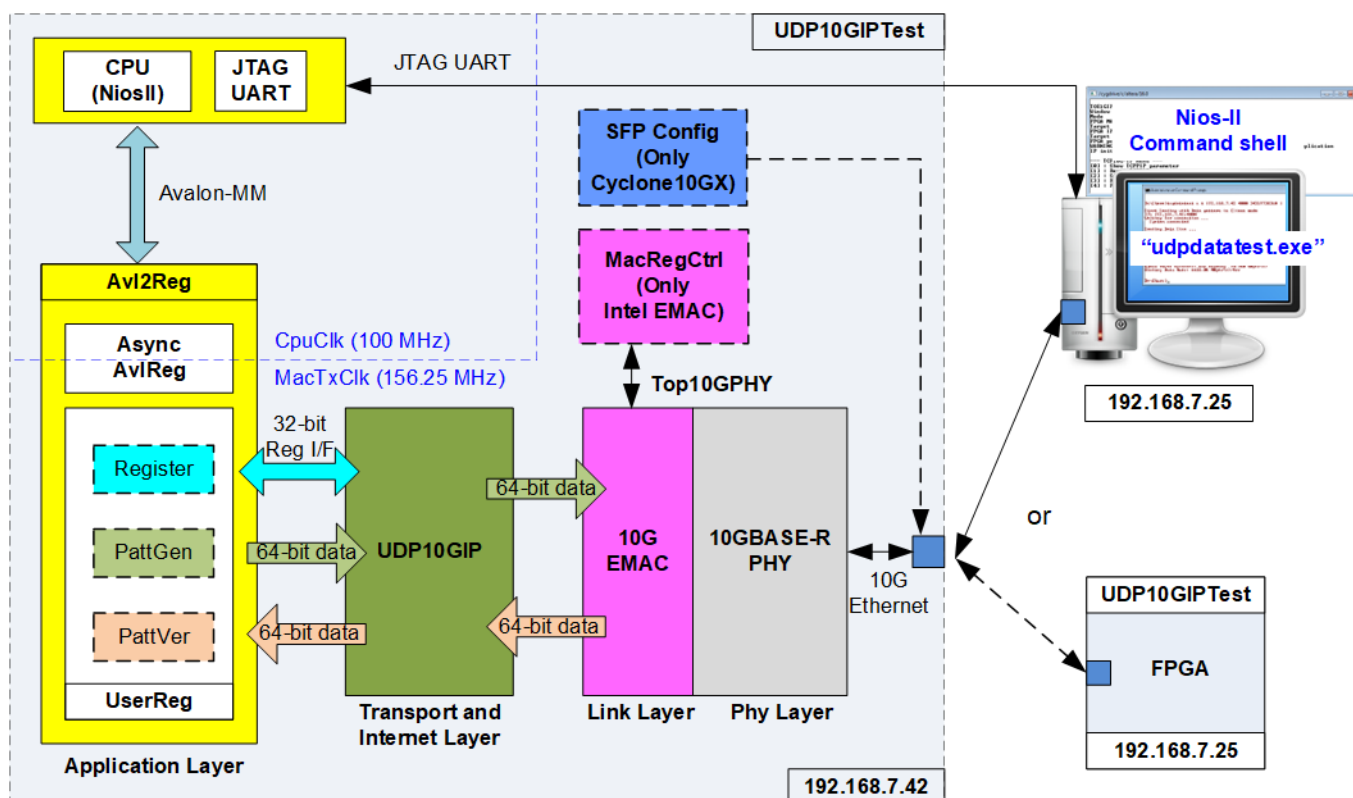 UDP10GIPTest
CPU
(NiosII)
JTAG
UART
JTAG UART
Nios-II
Command shell
SFP Config
(Only
Cyclone10GX)
Avalon-MM
"udpdatatest.exe"
MacRegCtrl
(Only
Intel EMAC)
Avl2Reg
Async
AvlReg
CpuClk (100 MHz)
MacTxClk (156.25 MHz)
Top10GPHY
192.168.7.25
32-bit
Reg I/F
Register
64-bit data
or
PattGen
64-bit data
UDP10GIP
10G
EMAC
10GBASE-R
PHY
10G
Ethernet
UDP10GIPTest
PattVer
64-bit data
64-bit data
FPGA
UserReg
Transport and
Internet Layer
Link Layer
Phy Layer
192.168.7.25
Application Layer
192.168.7.42